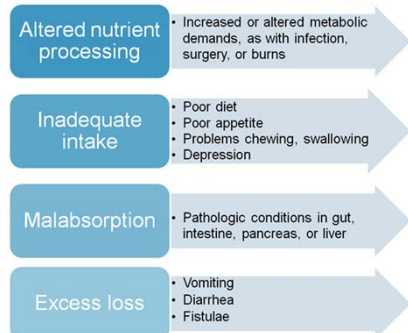 Altered nutrient
processing
• Increased or altered metabolic
demands, as with infection,
surgery, or burns
Inadequate
intake
• Poor diet
• Poor appetite
• Problems chewing, swallowing
• Depression
Malabsorption
• Pathologic conditions in gut,
intestine, pancreas, or liver
Excess loss
• Vomiting
• Diarrhea
• Fistulae